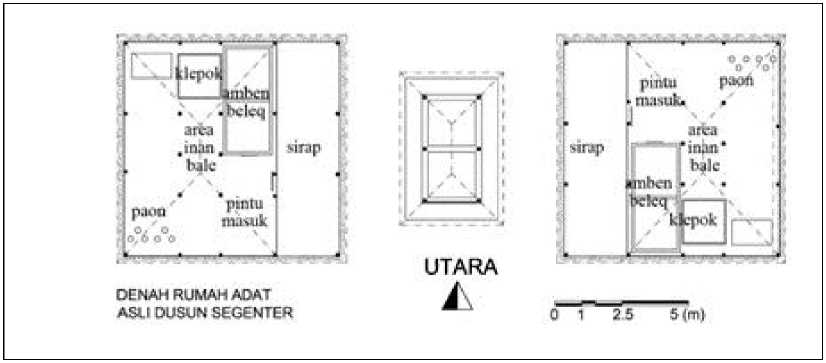 klepok
amben
beleq
area
inan
bale
sirap
paon
pintu
masuk
pintu
masuk
paon
area
inan
bale
sirap
amben
beleq
klepok
UTARA
DENAH RUMAH ADAT
ASLI DUSUN SEGENTER
0 1 2.5 5 (m)